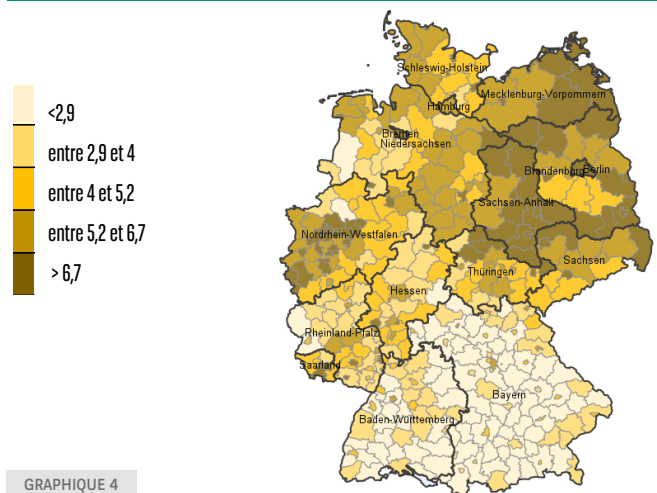 <2,9
entre 2,9 et 4
entre 4 et 5,2
entre 5,2 et 6,7
> 6,7
Schleswig-Holstein
Mecklenburg-Vorpommern
Hamburg
Bremen
Niedersachsen
Brandenburg
Berlin
Sachsen-Anhalt
Nordrhein-Westfalen
Sachsen
Thüringen
Hessen
Rheinland-Pfalz
Saarland
Bayern
Baden-Württemberg
GRAPHIQUE 4